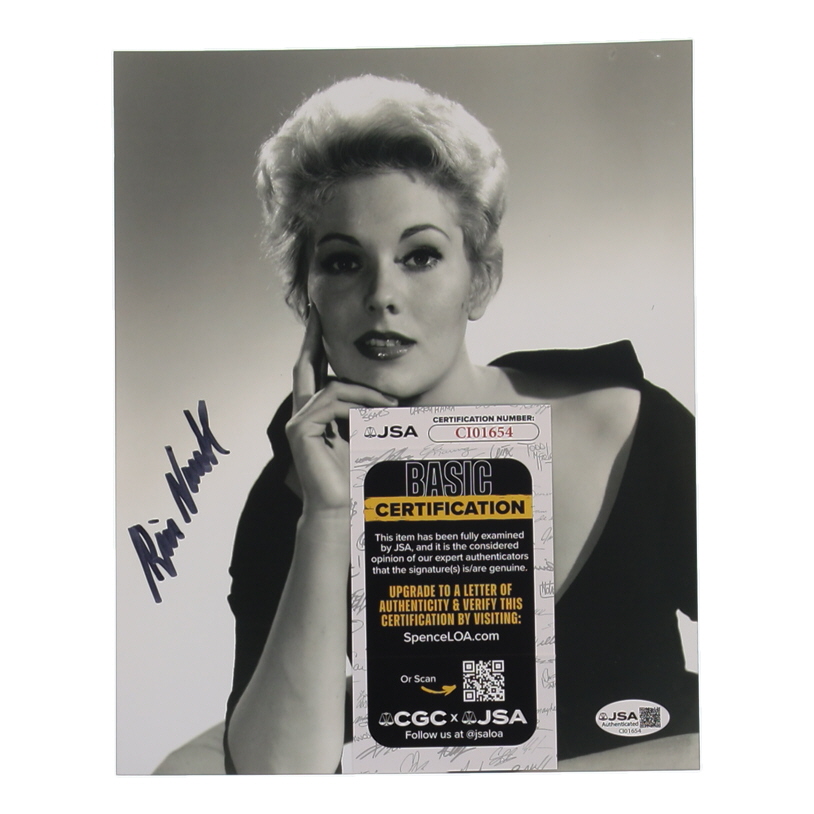 Kim Novak
JSA
CERTIFICATION NUMBER:
CI01654
BASIC
CERTIFICATION
This item has been fully examined
by JSA, and it is the considered
opinion of our expert authenticators
that the signature(s) is/are genuine.
UPGRADE TO A LETTER OF
AUTHENTICITY & VERIFY THIS
CERTIFICATION BY VISITING:
SpenceLOA.com
Or Scan
CGC x JSA
Follow us at @jsaloa
JSA
Authenticated
CI01654